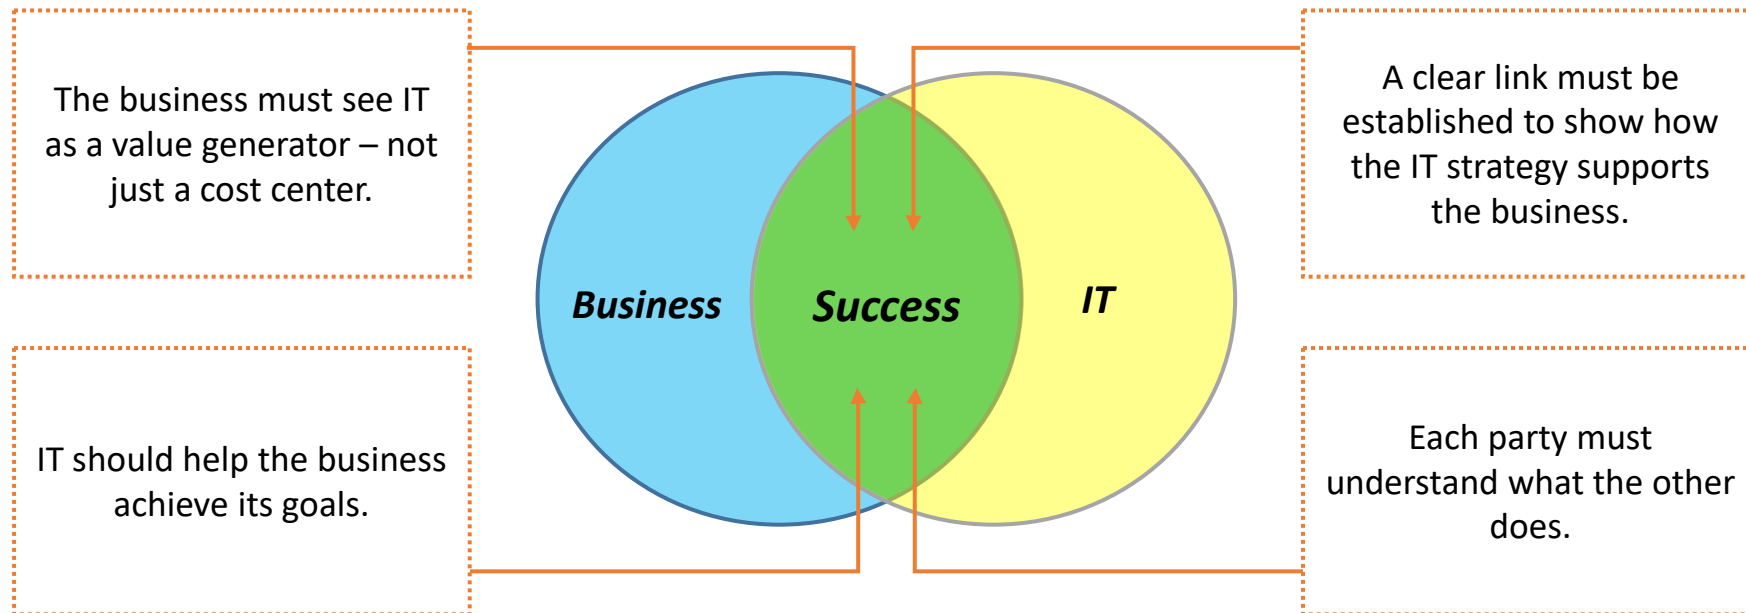 The business must see IT
as a value generator – not
just a cost center.
A clear link must be
established to show how
the IT strategy supports
the business.
Business
Success
IT
IT should help the business
achieve its goals.
Each party must
understand what the other
does.